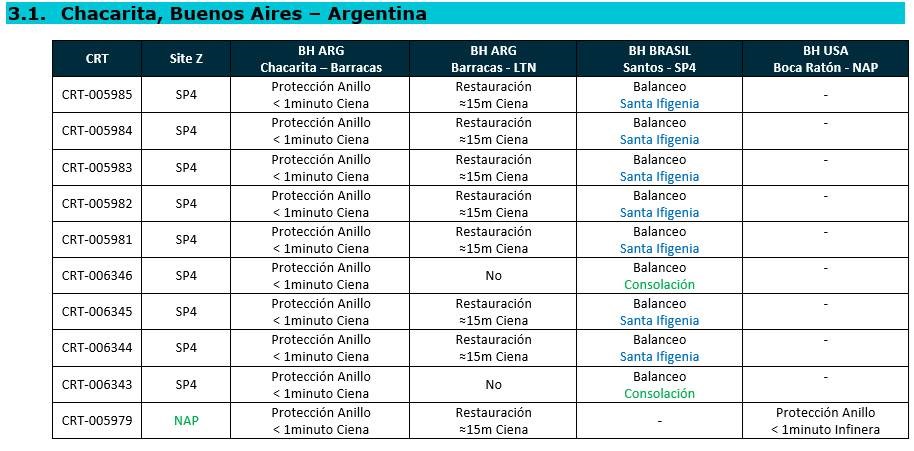 3.1. Chacarita, Buenos Aires – Argentina
CRT Site Z BH ARG BH ARG BH BRASIL BH USA
Chacarita – Barracas Barracas - LTN Santos - SP4 Boca Ratón - NAP
CRT-005985 SP4 Protección Anillo Restauración Balanceo -
< 1minuto Ciena ≈15m Ciena Santa Ifigenia
CRT-005984 SP4 Protección Anillo Restauración Balanceo -
< 1minuto Ciena ≈15m Ciena Santa Ifigenia
CRT-005983 SP4 Protección Anillo Restauración Balanceo -
< 1minuto Ciena ≈15m Ciena Santa Ifigenia
CRT-005982 SP4 Protección Anillo Restauración Balanceo -
< 1minuto Ciena ≈15m Ciena Santa Ifigenia
CRT-005981 SP4 Protección Anillo Restauración Balanceo -
< 1minuto Ciena ≈15m Ciena Santa Ifigenia
CRT-006346 SP4 Protección Anillo No Balanceo -
< 1minuto Ciena Consolación
CRT-006345 SP4 Protección Anillo Restauración Balanceo -
< 1minuto Ciena ≈15m Ciena Santa Ifigenia
CRT-006344 SP4 Protección Anillo Restauración Balanceo -
< 1minuto Ciena ≈15m Ciena Santa Ifigenia
CRT-006343 SP4 Protección Anillo No Balanceo -
< 1minuto Ciena Consolación
CRT-005979 NAP Protección Anillo Restauración - Protección Anillo
< 1minuto Ciena ≈15m Ciena < 1minuto Infinera